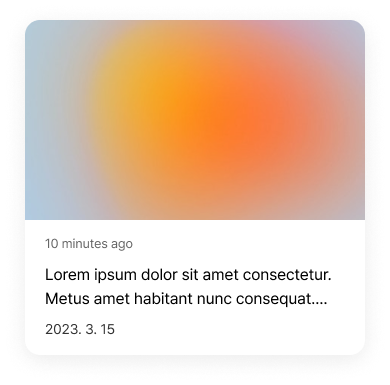 10 minutes ago
Lorem ipsum dolor sit amet consectetur.
Metus amet habitant nunc consequat....
2023. 3. 15